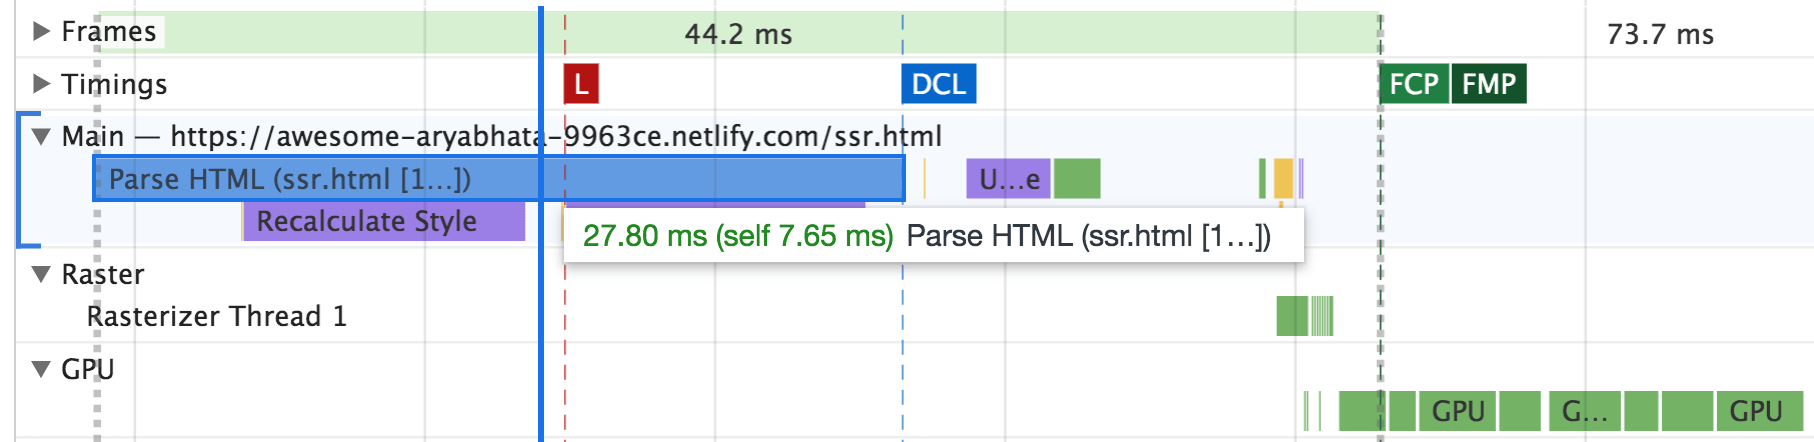 Frames 44.2 ms 73.7 ms
Timings L DCL FCP FMP
Main — https://awesome-aryabhata-9963ce.netlify.com/ssr.html
Parse HTML (ssr.html [1…]) U…e
Recalculate Style
27.80 ms (self 7.65 ms) Parse HTML (ssr.html [1…])
Raster
Rasterizer Thread 1
GPU
GPU G… GPU